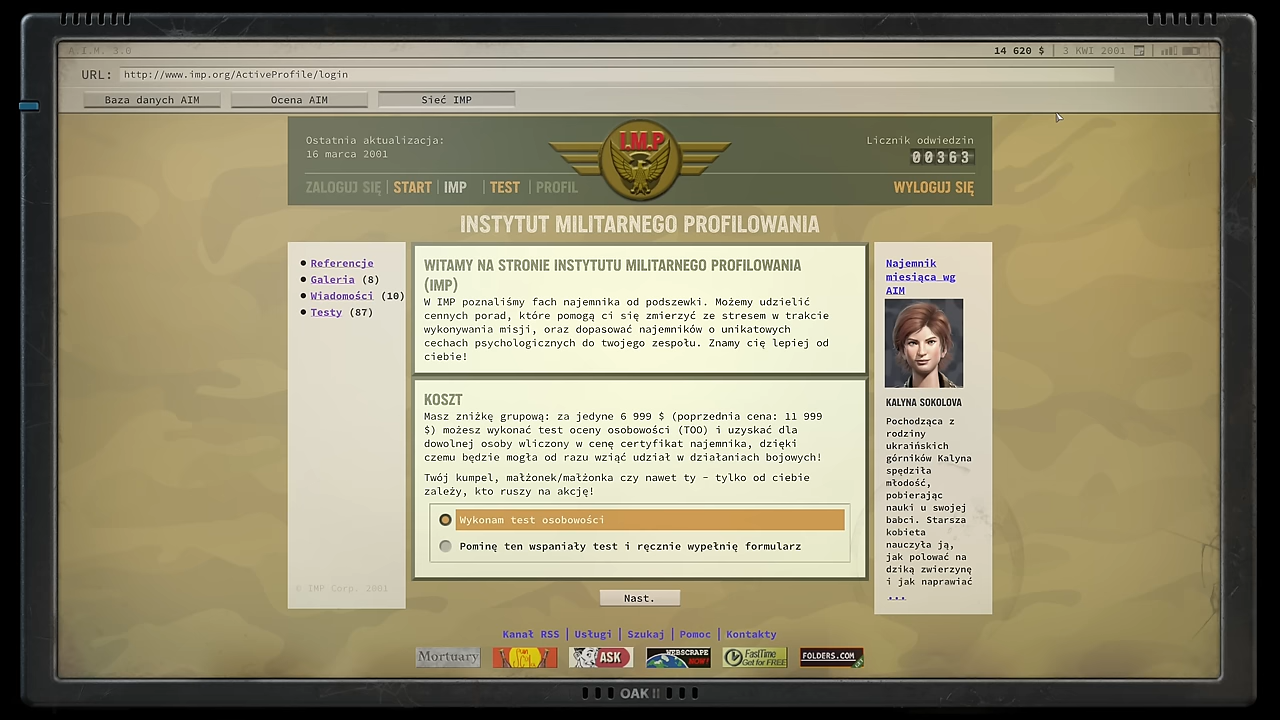 A.I.M. 3.0
14 620 $ | 3 KWI 2001
URL: http://www.imp.org/ActiveProfile/login
Baza danych AIM
Ocena AIM
Sieć IMP
Ostatnia aktualizacja:
16 marca 2001
I.M.P
Licznik odwiedzin
00363
ZALOGUJ SIĘ | START | IMP | TEST | PROFIL
WYLOGUJ SIĘ
INSTYTUT MILITARNEGO PROFILOWANIA
Referencje
Galeria (8)
Wiadomości (10)
Testy (87)
© IMP Corp. 2001
WITAMY NA STRONIE INSTYTUTU MILITARNEGO PROFILOWANIA
(IMP)
W IMP poznaliśmy fach najemnika od podszewki. Możemy udzielić
cennych porad, które pomogą ci się zmierzyć ze stresem w trakcie
wykonywania misji, oraz dopasować najemników o unikatowych
cechach psychologicznych do twojego zespołu. Znamy cię lepiej od
ciebie!
KOSZT
Masz zniżkę grupową: za jedyne 6 999 $ (poprzednia cena: 11 999
$) możesz wykonać test oceny osobowości (TOO) i uzyskać dla
dowolnej osoby wliczony w cenę certyfikat najemnika, dzięki
czemu będzie mogła od razu wziąć udział w działaniach bojowych!
Twój kumpel, małżonek/małżonka czy nawet ty – tylko od ciebie
zależy, kto ruszy na akcję!
Wykonam test osobowości
Pominę ten wspaniały test i ręcznie wypełnię formularz
Nast.
Najemnik
miesiąca wg
AIM
KALYNA SOKOLOVA
Pochodząca z
rodziny
ukraińskich
górników Kalyna
spędziła
młodość,
pobierając
nauki u swojej
babci. Starsza
kobieta
nauczyła ją,
jak polować na
dziką zwierzynę
i jak naprawiać
...
Kanał RSS | Usługi | Szukaj | Pomoc | Kontakty
Mortuary
ASK
WEBSCRAPE
NOW!
FastTime
Get for FREE
FOLDERS.COM
OAK II